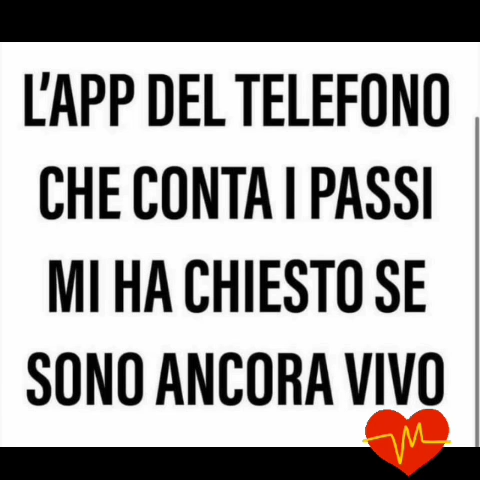 L'APP DEL TELEFONO
CHE CONTA I PASSI
MI HA CHIESTO SE
SONO ANCORA VIVO